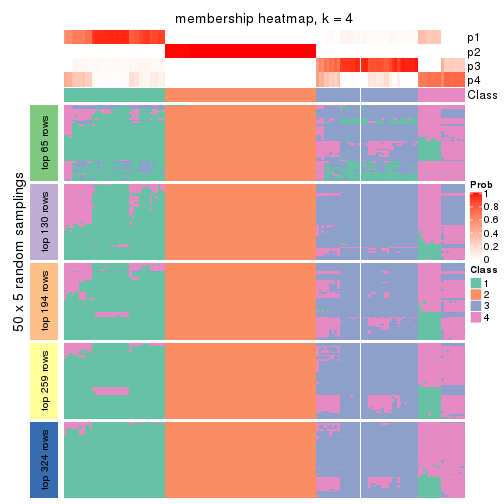 membership heatmap, k = 4
p1
p2
p3
p4
Class
50 x 5 random samplings
top 65 rows
top 130 rows
top 194 rows
top 259 rows
top 324 rows
Prob
1
0.8
0.6
0.4
0.2
0
Class
1
2
3
4